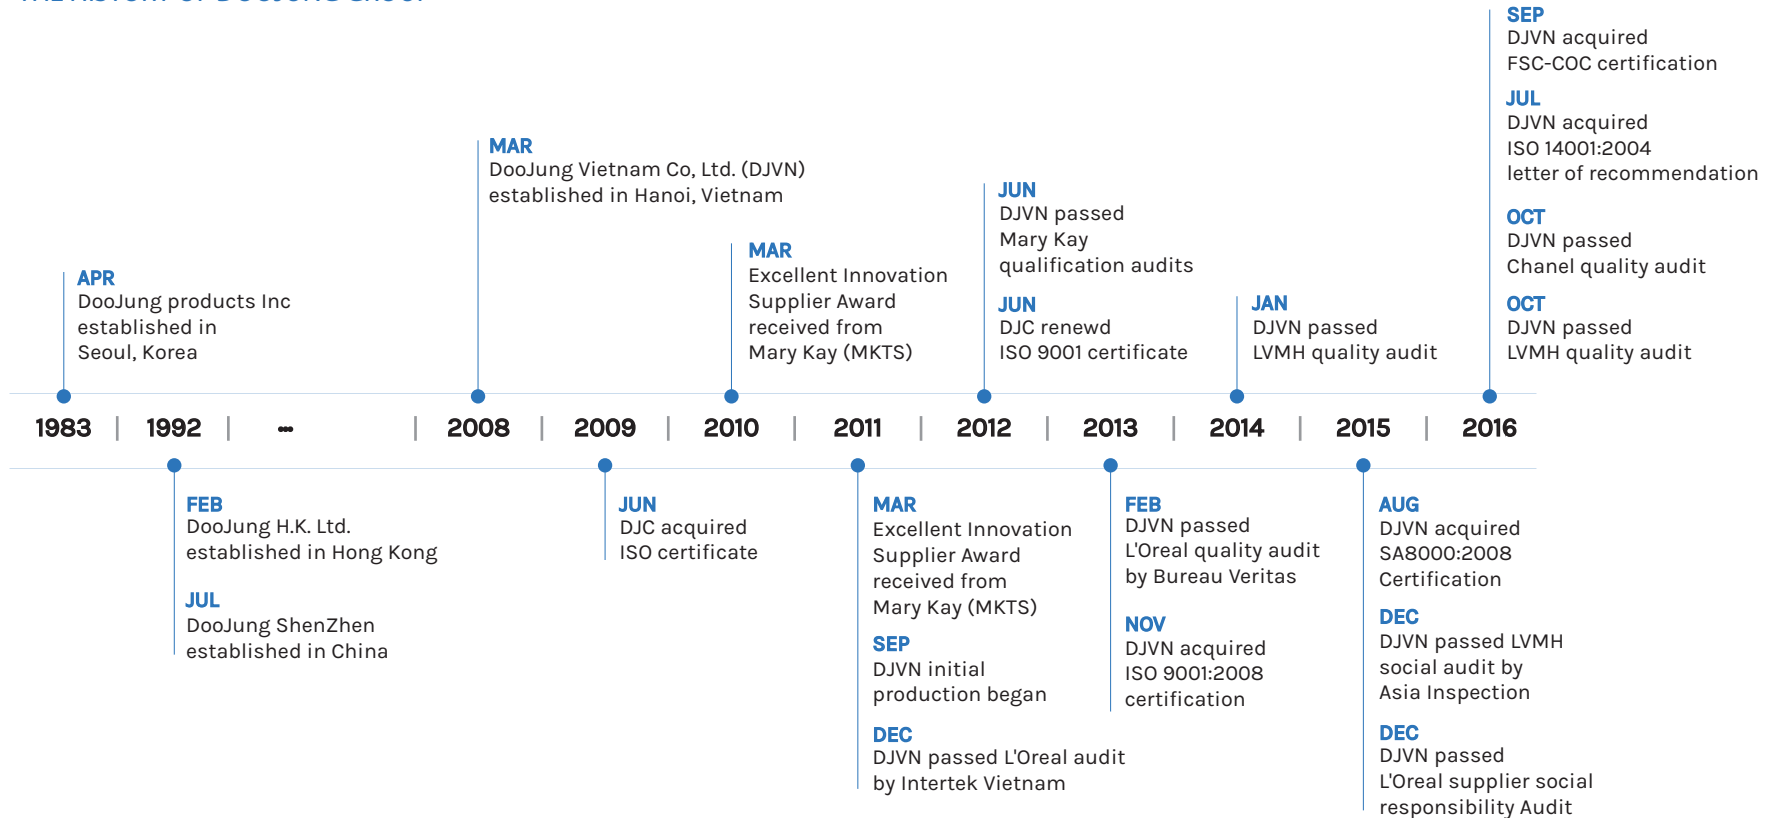 THE HISTORY OF DOOJUNG GROUP
SEP
DJVN acquired
FSC-COC certification
JUL
DJVN acquired
ISO 14001:2004
letter of recommendation
OCT
DJVN passed
Chanel quality audit
OCT
DJVN passed
LVMH quality audit
MAR
DooJung Vietnam Co, Ltd. (DJVN)
established in Hanoi, Vietnam
JUN
DJVN passed
Mary Kay
qualification audits
JUN
DJC renewd
ISO 9001 certificate
MAR
Excellent Innovation
Supplier Award
received from
Mary Kay (MKTS)
APR
DooJung products Inc
established in
Seoul, Korea
JAN
DJVN passed
LVMH quality audit
1983 | 1992 | ... | 2008 | 2009 | 2010 | 2011 | 2012 | 2013 | 2014 | 2015 | 2016
FEB
DooJung H.K. Ltd.
established in Hong Kong
JUL
DooJung ShenZhen
established in China
JUN
DJC acquired
ISO certificate
MAR
Excellent Innovation
Supplier Award
received from
Mary Kay (MKTS)
SEP
DJVN initial
production began
DEC
DJVN passed L'Oreal audit
by Intertek Vietnam
FEB
DJVN passed
L'Oreal quality audit
by Bureau Veritas
NOV
DJVN acquired
ISO 9001:2008
certification
AUG
DJVN acquired
SA8000:2008
Certification
DEC
DJVN passed LVMH
social audit by
Asia Inspection
DEC
DJVN passed
L'Oreal supplier social
responsibility Audit